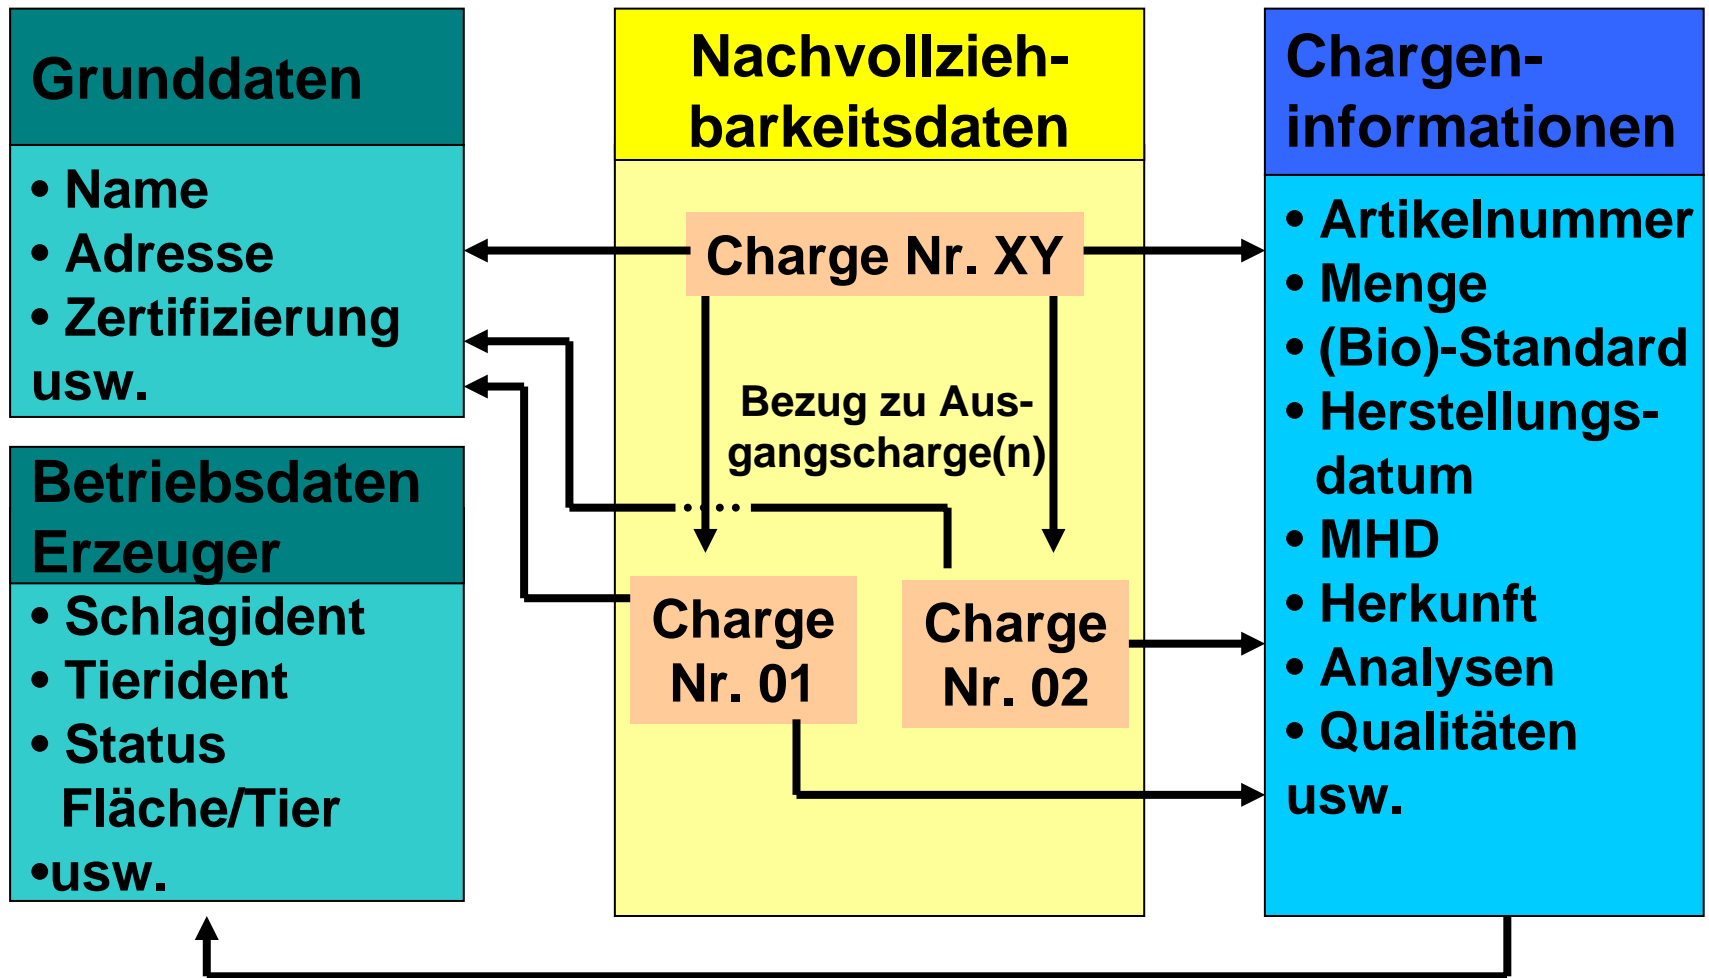 Grunddaten
• Name
• Adresse
• Zertifizierung
usw.
Betriebsdaten
Erzeuger
• Schlagident
• Tierident
• Status
Fläche/Tier
•usw.
Nachvollzieh-
barkeitsdaten
Charge Nr. XY
Bezug zu Aus-
gangscharge(n)
Charge
Nr. 01
Charge
Nr. 02
Chargen-
informationen
• Artikelnummer
• Menge
• (Bio)-Standard
• Herstellungs-
datum
• MHD
• Herkunft
• Analysen
• Qualitäten
usw.